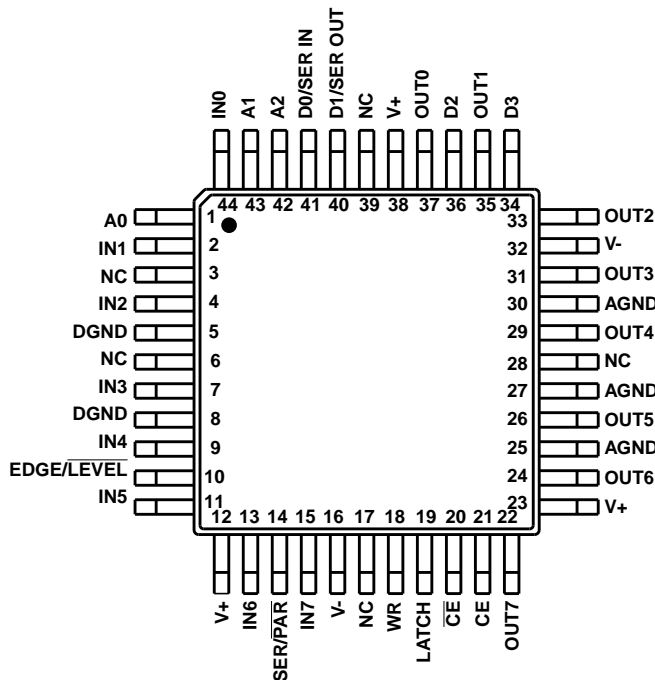 IN0
A1
A2
D0/SER IN
D1/SER OUT
NC
V+
OUT0
D2
OUT1
D3
44 43 42 41 40 39 38 37 36 35 34
A0 1
IN1 2
NC 3
IN2 4
DGND 5
NC 6
IN3 7
DGND 8
IN4 9
EDGE/LEVEL 10
IN5 11
33 OUT2
32 V-
31 OUT3
30 AGND
29 OUT4
28 NC
27 AGND
26 OUT5
25 AGND
24 OUT6
23 V+
12 13 14 15 16 17 18 19 20 21 22
V+
IN6
SER/PAR
IN7
V-
NC
WR
LATCH
CE
CE
OUT7